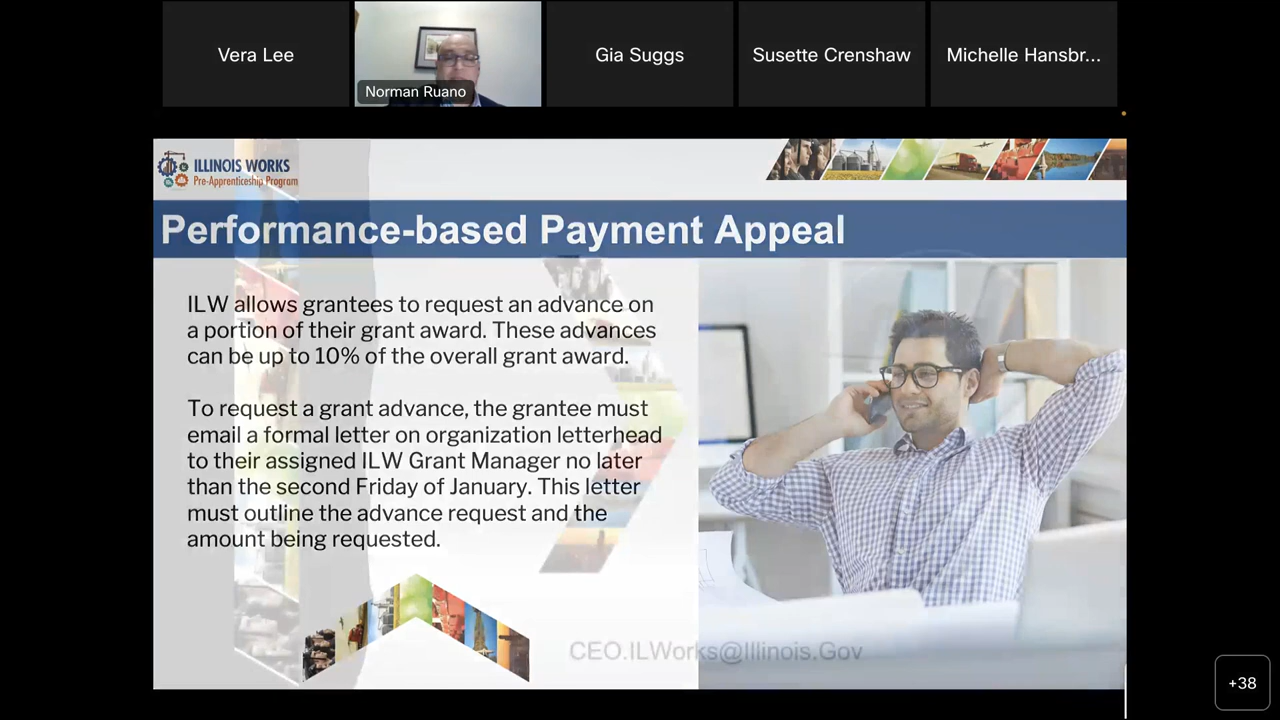 Vera Lee
Norman Ruano
Gia Suggs
Susette Crenshaw
Michelle Hansbr...
ILLINOIS WORKS
Pre-Apprenticeship Program
Performance-based Payment Appeal
ILW allows grantees to request an advance on
a portion of their grant award. These advances
can be up to 10% of the overall grant award.
To request a grant advance, the grantee must
email a formal letter on organization letterhead
to their assigned ILW Grant Manager no later
than the second Friday of January. This letter
must outline the advance request and the
amount being requested.
CEO.ILWorks@Illinois.Gov
+38